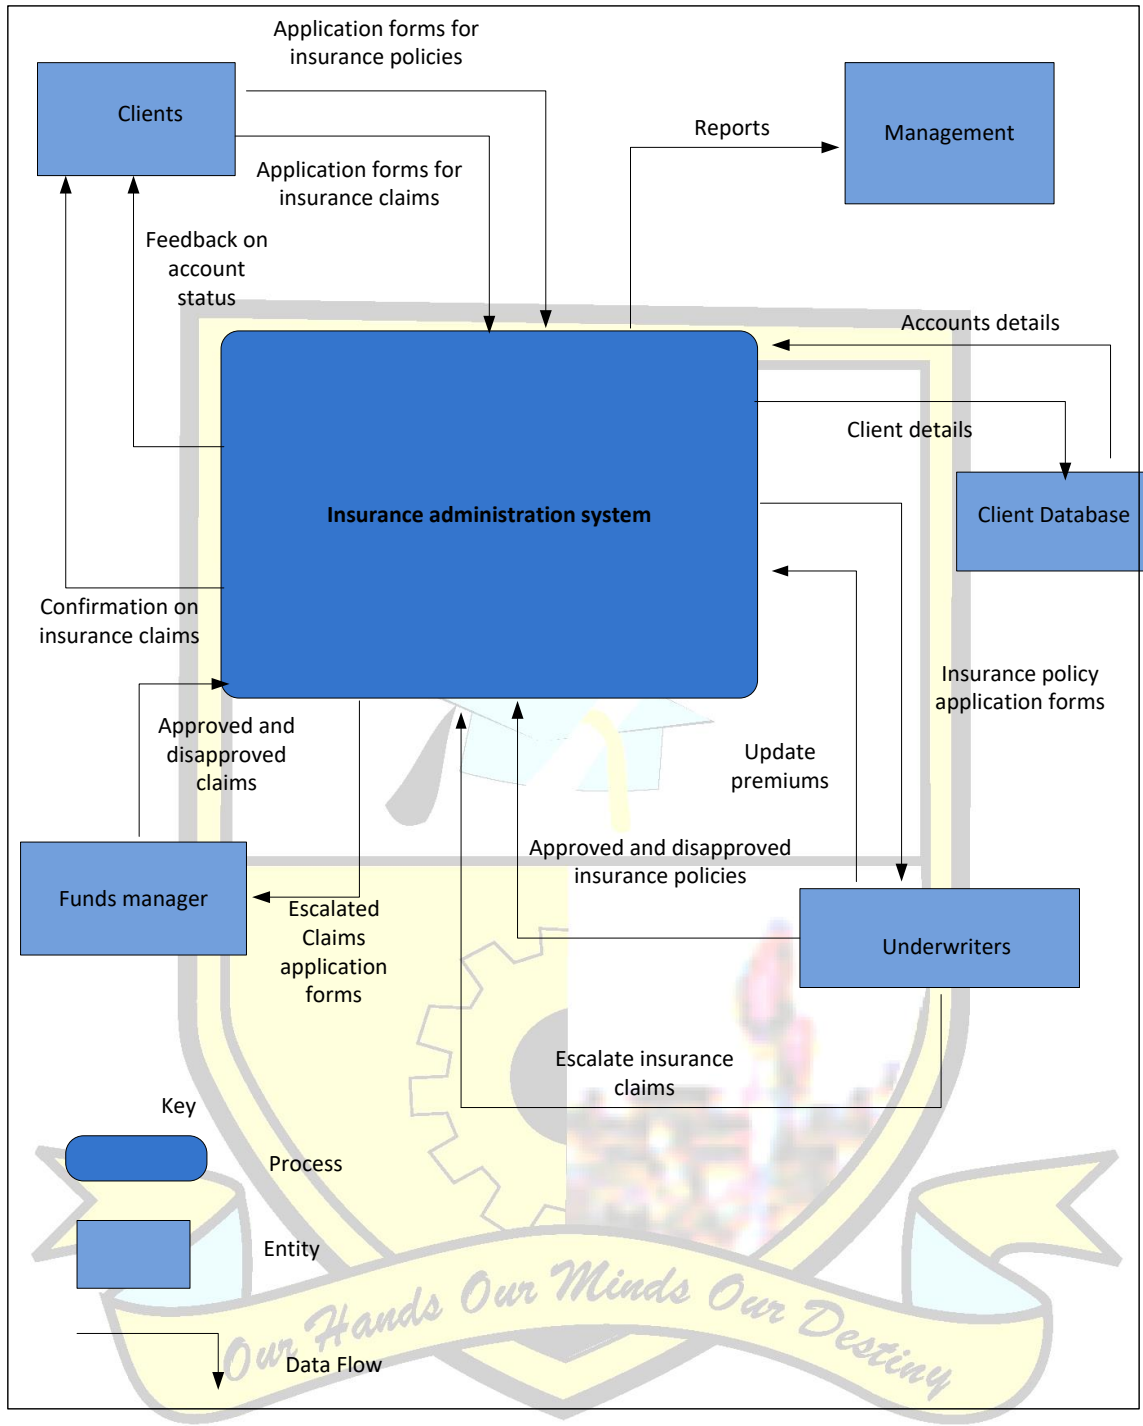 Application forms for
insurance policies
Clients
Reports
Management
Application forms for
insurance claims
Feedback on
account
status
Accounts details
Client details
Insurance administration system
Client Database
Confirmation on
insurance claims
Insurance policy
application forms
Approved and
disapproved
claims
Update
premiums
Approved and disapproved
insurance policies
Funds manager
Escalated
Claims
application
forms
Underwriters
Escalate insurance
claims
Key
Process
Entity
Data Flow
Our Hands Our Minds Our Destiny